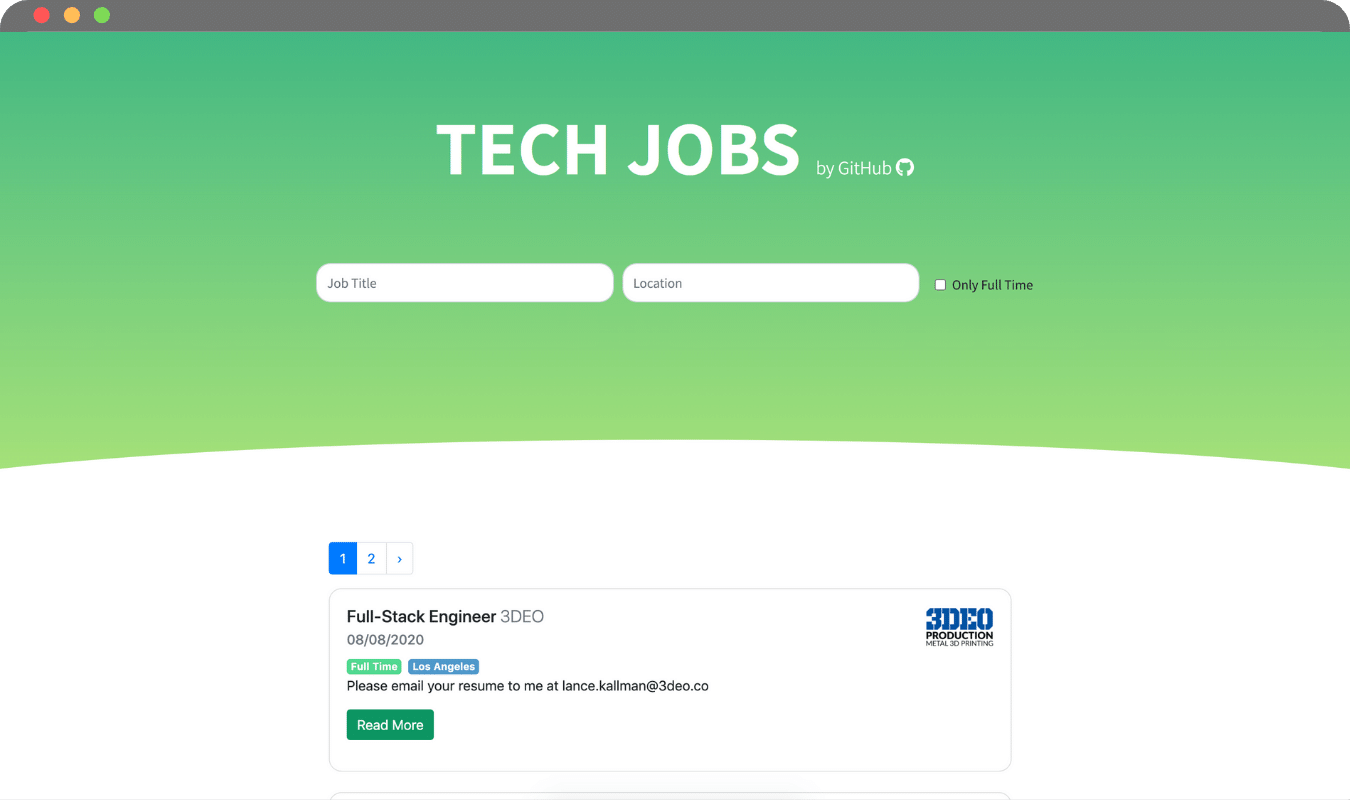 TECH JOBS by GitHub
Job Title
Location
Only Full Time
1 2 ›
Full-Stack Engineer 3DEO
08/08/2020
Full Time Los Angeles
Please email your resume to me at lance.kallman@3deo.co
Read More
3DEO
PRODUCTION
METAL 3D PRINTING